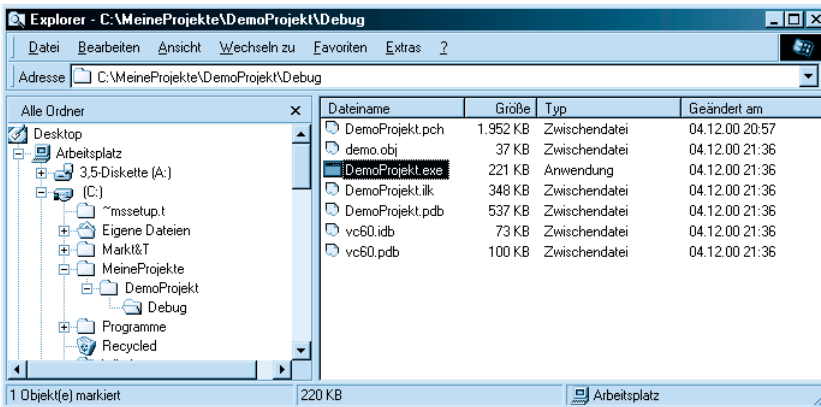 Explorer - C:\MeineProjekte\DemoProjekt\Debug
Datei Bearbeiten Ansicht Wechseln zu Favoriten Extras ?
Adresse C:\MeineProjekte\DemoProjekt\Debug
Alle Ordner
Desktop
Arbeitsplatz
3,5-Diskette (A:)
(C:)
~mssetup.t
Eigene Dateien
Markt&T
MeineProjekte
DemoProjekt
Debug
Programme
Recycled
Dateiname Größe Typ Geändert am
DemoProjekt.pch 1.952 KB Zwischendatei 04.12.00 20:57
demo.obj 37 KB Zwischendatei 04.12.00 21:36
DemoProjekt.exe 221 KB Anwendung 04.12.00 21:36
DemoProjekt.ilk 348 KB Zwischendatei 04.12.00 21:36
DemoProjekt.pdb 537 KB Zwischendatei 04.12.00 21:36
vc60.idb 73 KB Zwischendatei 04.12.00 21:36
vc60.pdb 100 KB Zwischendatei 04.12.00 21:36
1 Objekt(e) markiert 220 KB Arbeitsplatz